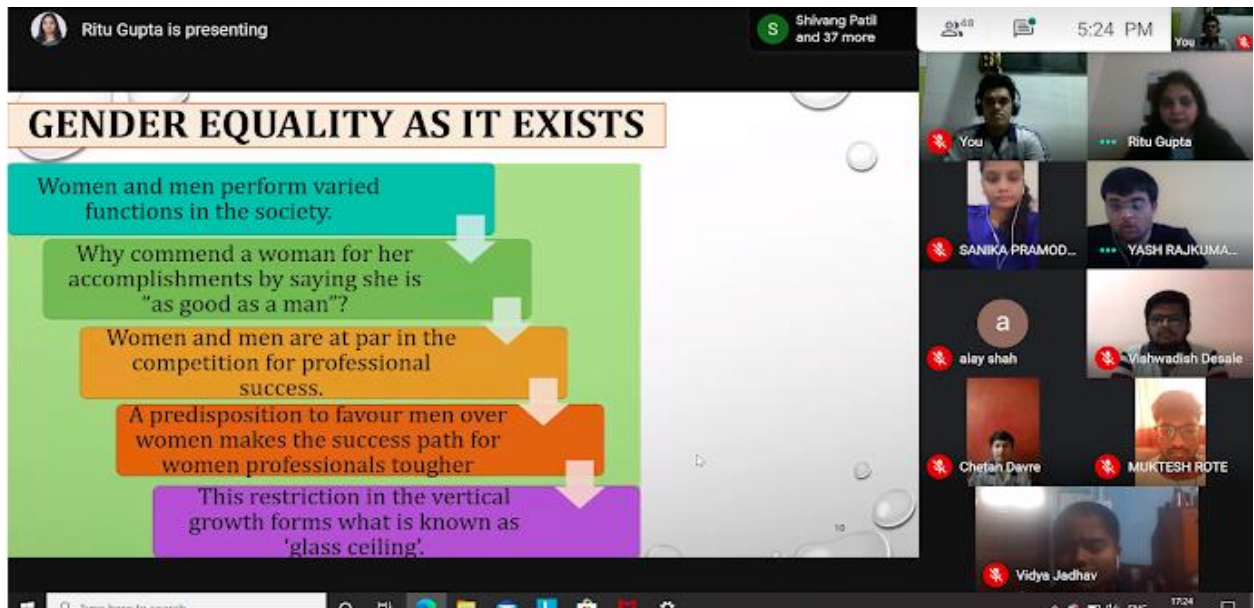 Ritu Gupta is presenting
S
Shivang Patil
and 37 more
48
5:24 PM
You
GENDER EQUALITY AS IT EXISTS
Women and men perform varied
functions in the society.
Why commend a woman for her
accomplishments by saying she is
"as good as a man"?
Women and men are at par in the
competition for professional
success.
A predisposition to favour men over
women makes the success path for
women professionals tougher
This restriction in the vertical
growth forms what is known as
'glass ceiling'.
10
You
Ritu Gupta
SANIKA PRAMOD...
YASH RAJKUMA...
a
alay shah
Vishwadish Desale
Chetan Davre
MUKTESH ROTE
Vidya Jadhav
Type here to search
ENG
17:24